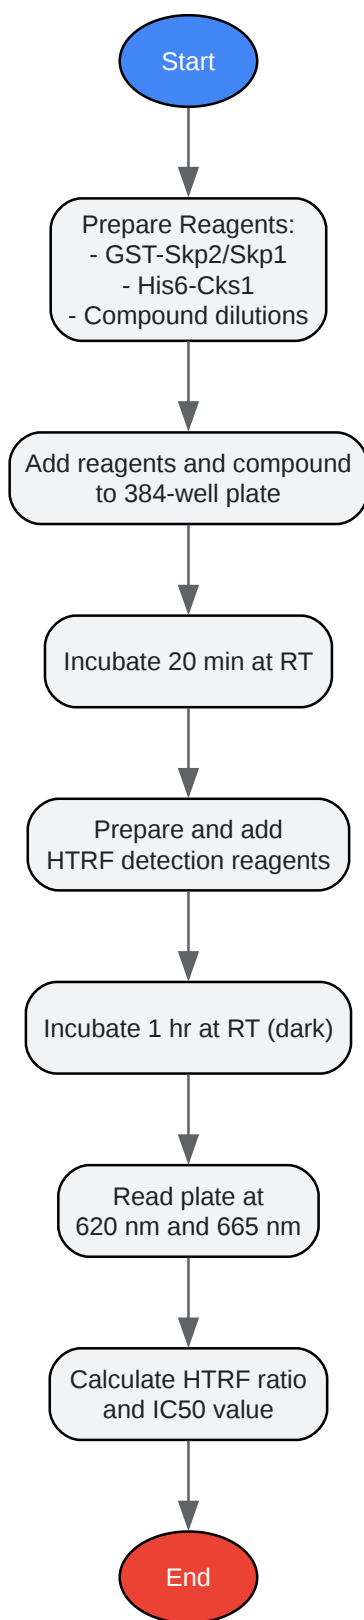 Start
Prepare Reagents:
- GST-Skp2/Skp1
- His6-Cks1
- Compound dilutions
Add reagents and compound
to 384-well plate
Incubate 20 min at RT
Prepare and add
HTRF detection reagents
Incubate 1 hr at RT (dark)
Read plate at
620 nm and 665 nm
Calculate HTRF ratio
and IC50 value
End